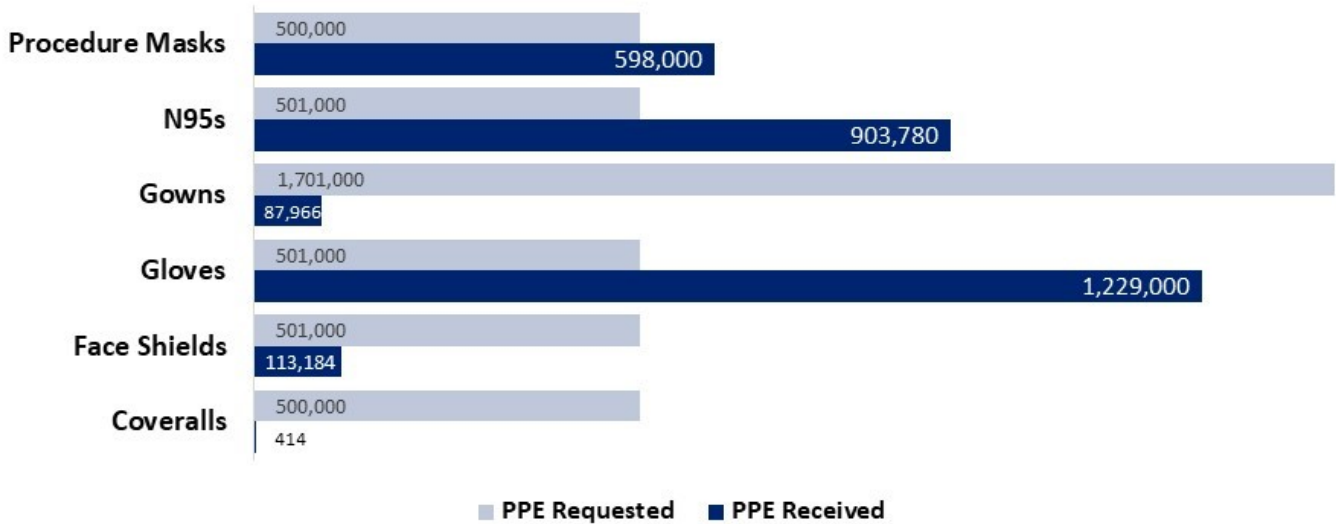 500,000
Procedure Masks
598,000
501,000
N95s
903,780
1,701,000
Gowns
87,966
501,000
Gloves
1,229,000
501,000
Face Shields
113,184
500,000
Coveralls
414
PPE Requested PPE Received